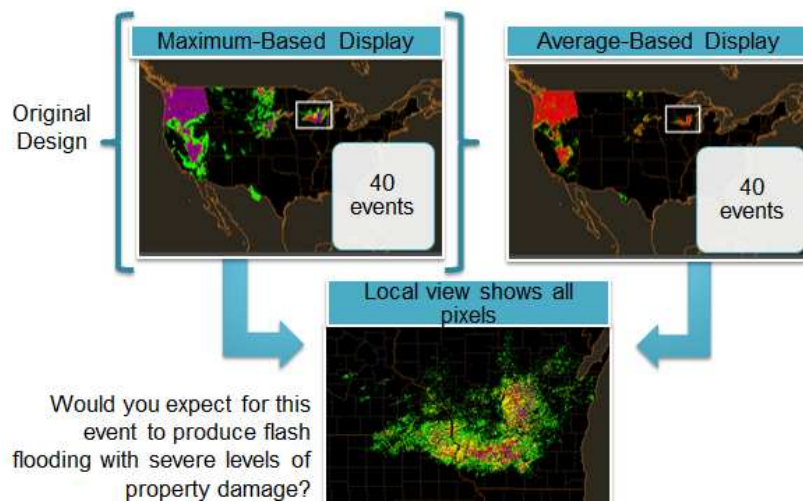 Maximum-Based Display
Average-Based Display
Original
Design
40
events
40
events
Local view shows all
pixels
Would you expect for this
event to produce flash
flooding with severe levels of
property damage?